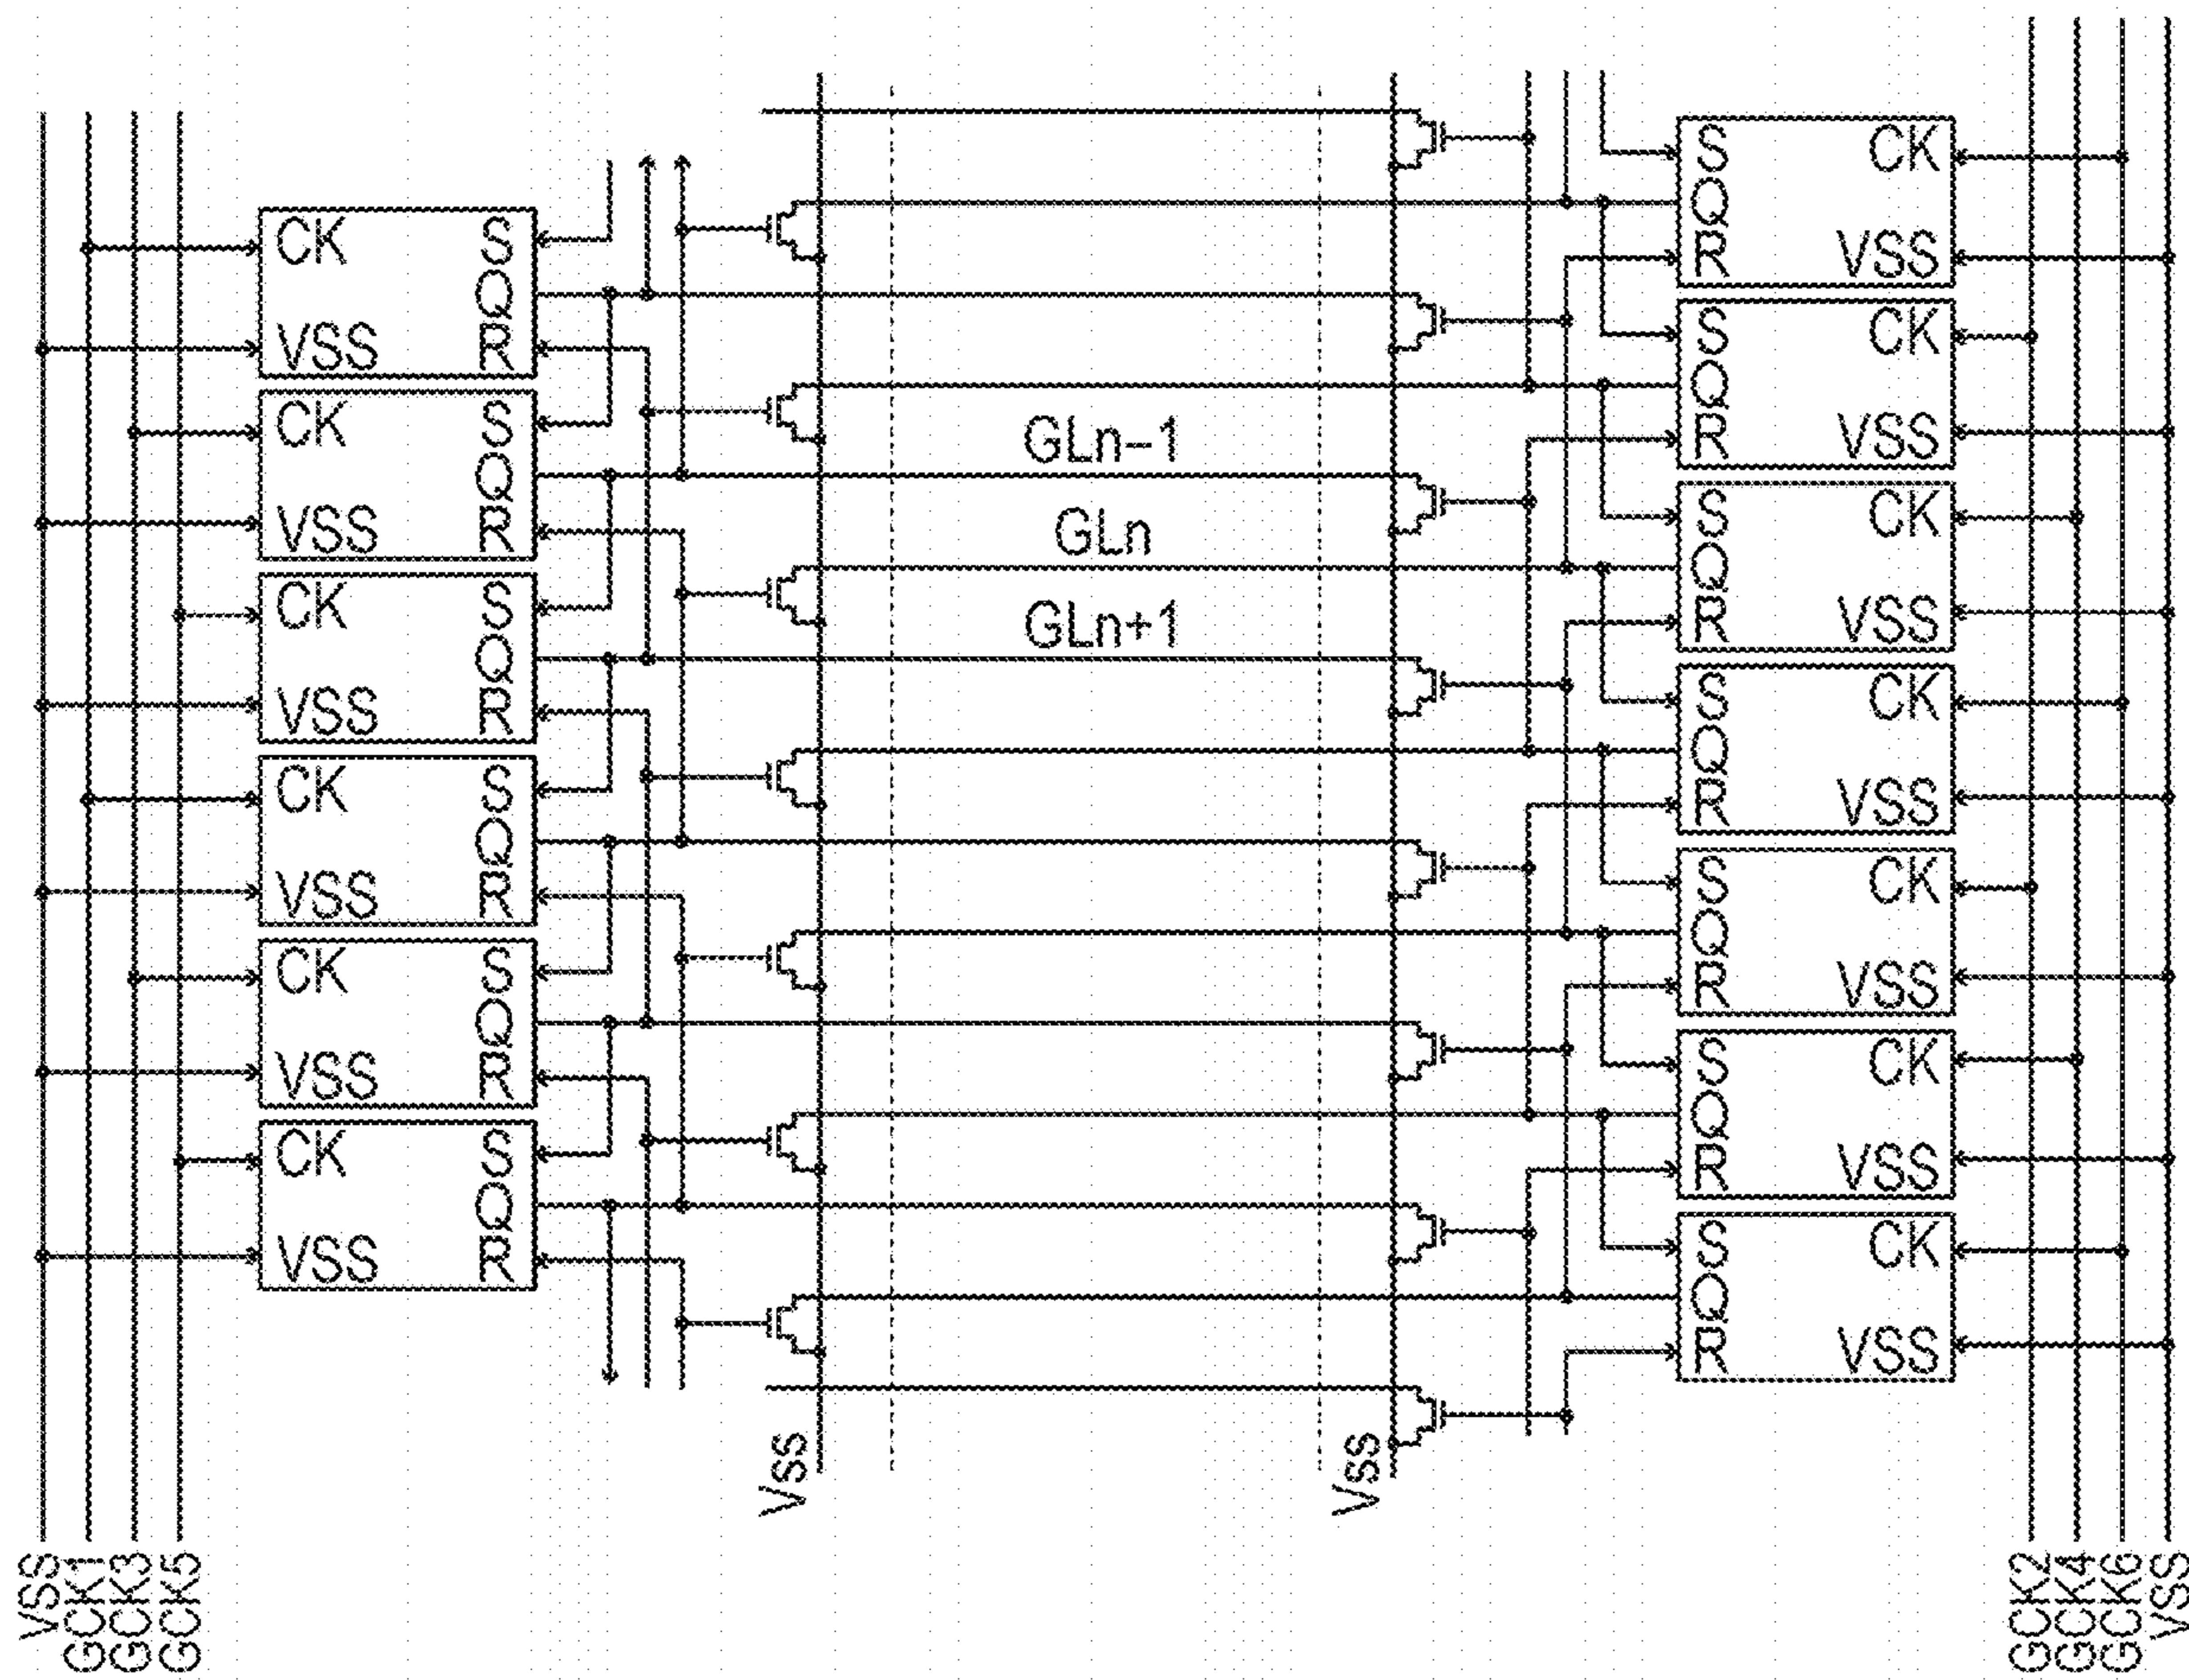 S CK
Q
R VSS
CK S
Q
VSS R
S CK
Q
R VSS
CK S
Q
VSS R
S CK
Q
R VSS
CK S
Q
VSS R
S CK
Q
R VSS
CK S
Q
VSS R
S CK
Q
R VSS
CK S
Q
VSS R
S CK
Q
R VSS
CK S
Q
VSS R
S CK
Q
R VSS
GLn-1
GLn
GLn+1
Vss
Vss
VSS
GCK1
GCK3
GCK5
GCK2
GCK4
GCK6
VSS